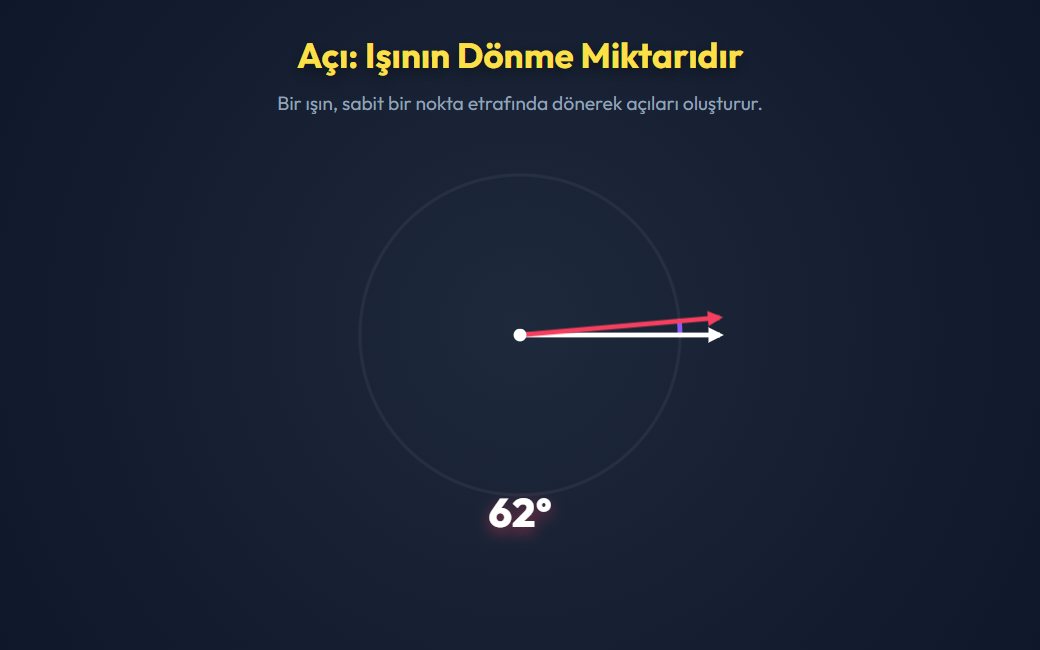 Açı: Işının Dönme Miktarıdır
Bir ışın, sabit bir nokta etrafında dönerek açıları oluşturur.
62°